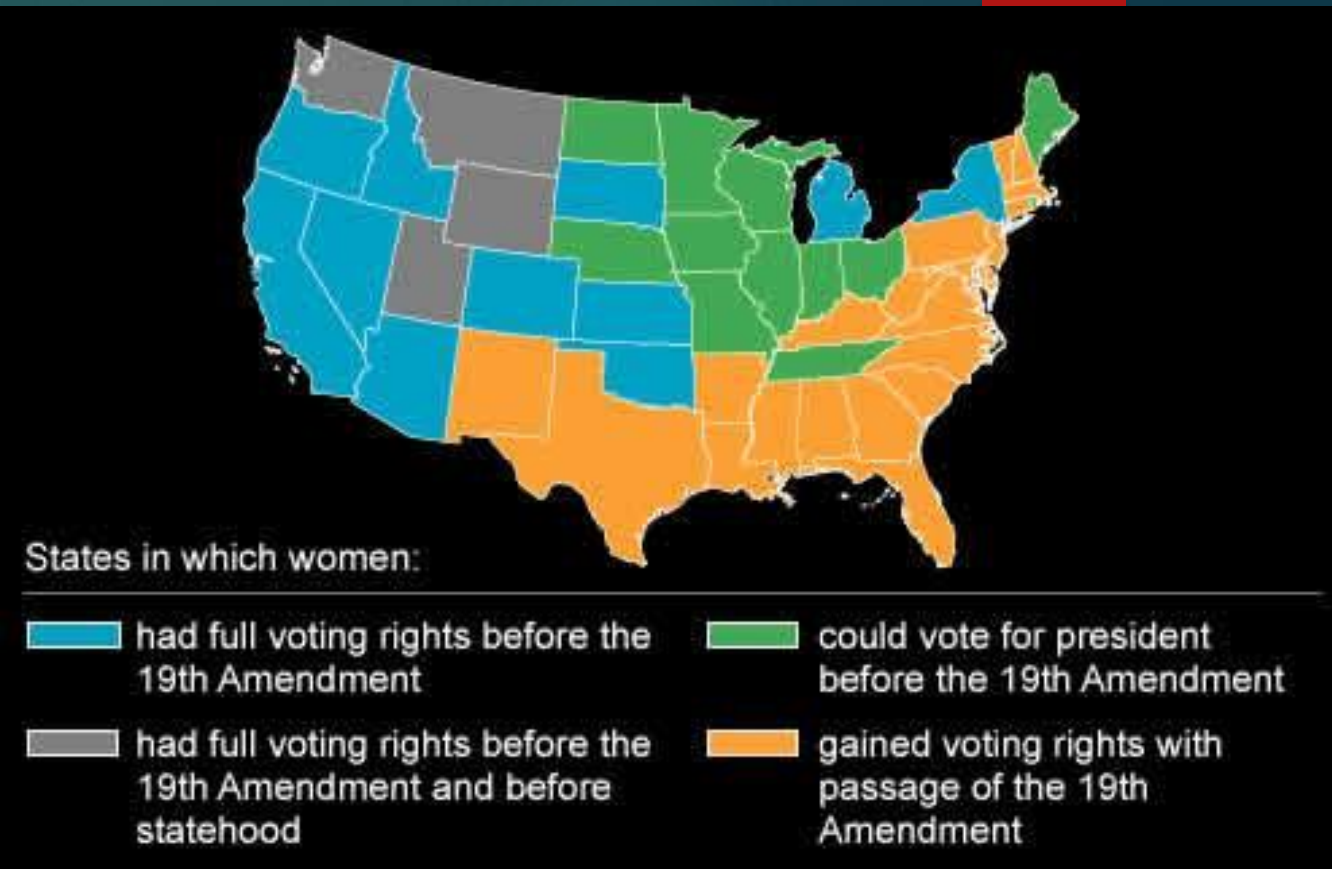 States in which women:
had full voting rights before the
19th Amendment
had full voting rights before the
19th Amendment and before
statehood
could vote for president
before the 19th Amendment
gained voting rights with
passage of the 19th
Amendment